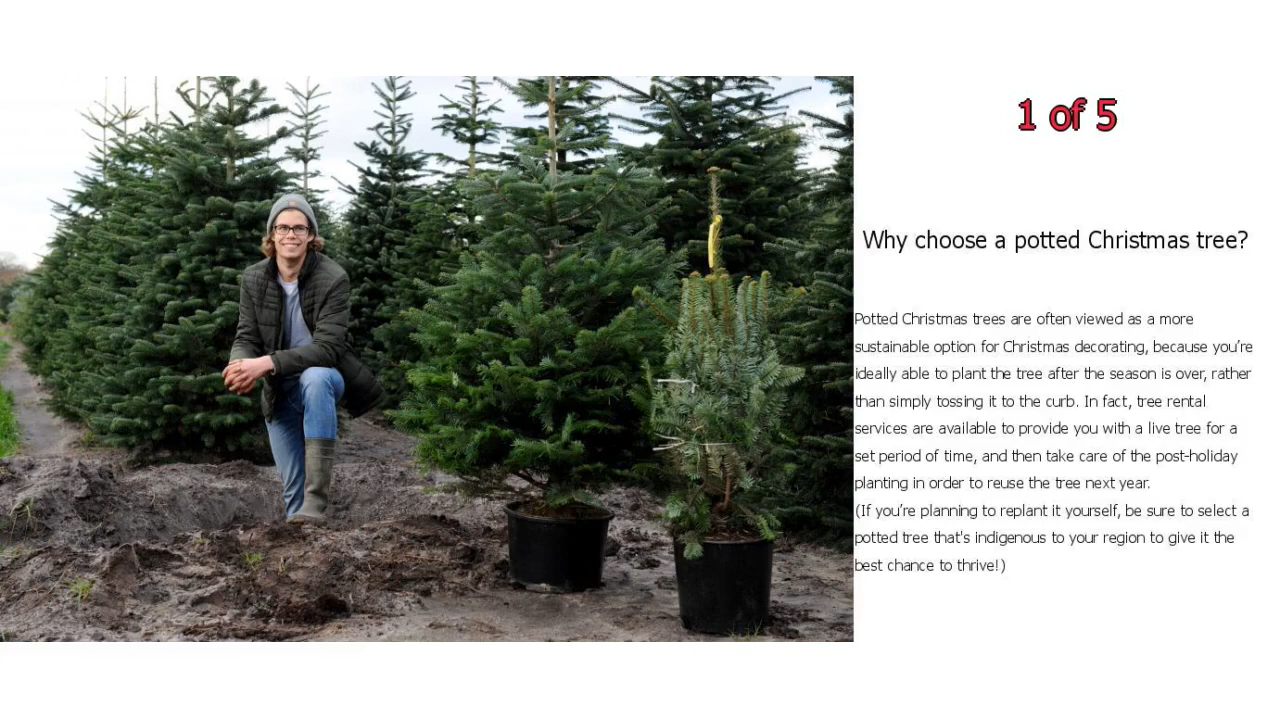 1 of 5
Why choose a potted Christmas tree?
Potted Christmas trees are often viewed as a more
sustainable option for Christmas decorating, because you’re
ideally able to plant the tree after the season is over, rather
than simply tossing it to the curb. In fact, tree rental
services are available to provide you with a live tree for a
set period of time, and then take care of the post-holiday
planting in order to reuse the tree next year.
(If you’re planning to replant it yourself, be sure to select a
potted tree that's indigenous to your region to give it the
best chance to thrive!)